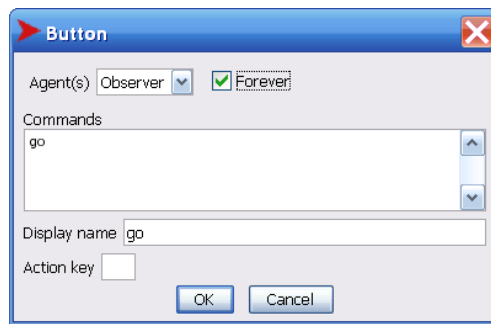 Button
Agent(s) Observer Forever
Commands
go
Display name go
Action key
OK Cancel